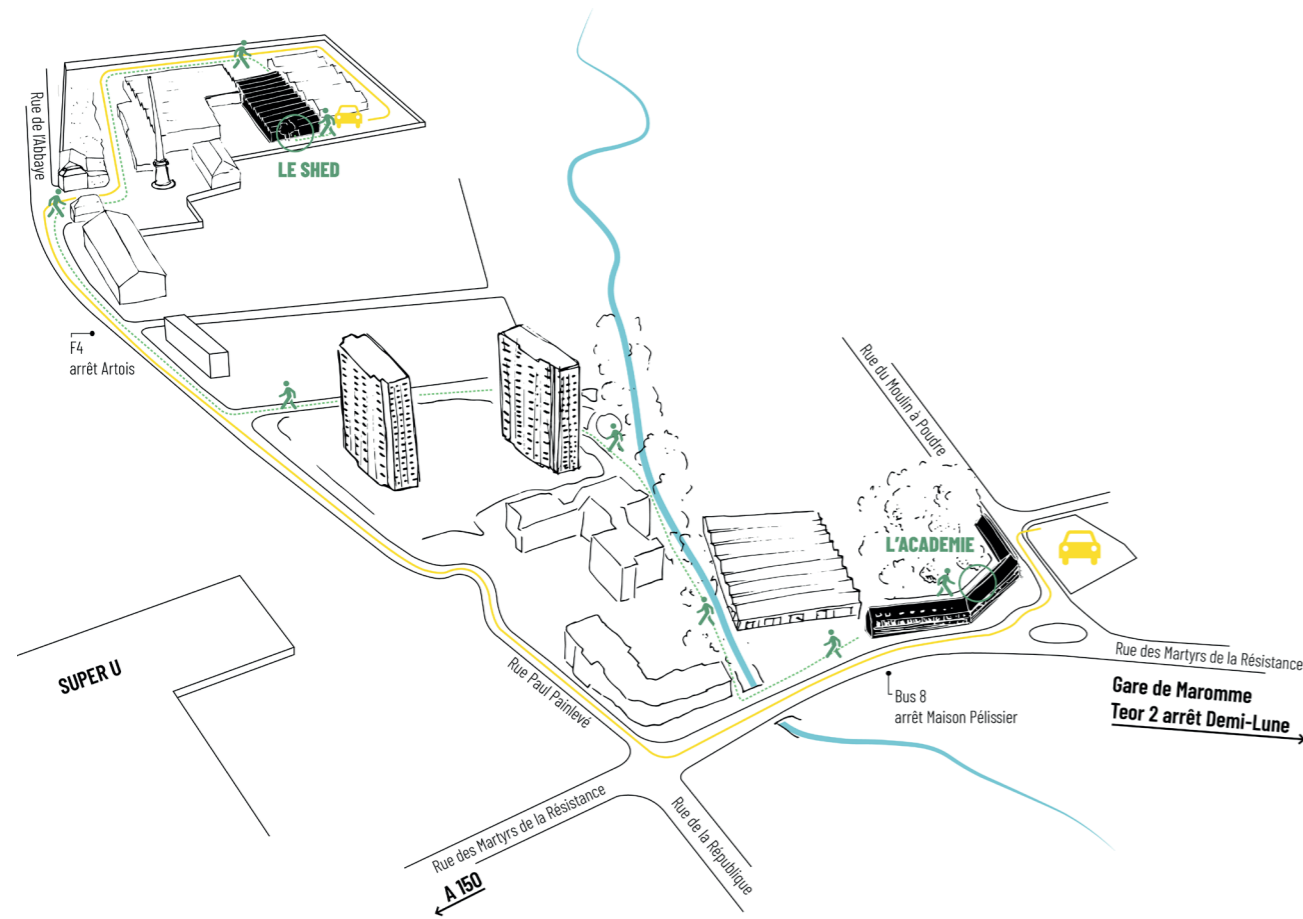 Rue de l'Abbaye
LE SHED
F4
arrêt Artois
Rue du Moulin à Poudre
L'ACADEMIE
SUPER U
Rue Paul Painlevé
Rue des Martyrs de la Résistance
Bus 8
arrêt Maison Pélissier
Gare de Maromme
Teor 2 arrêt Demi-Lune
Rue des Martyrs de la Résistance
Rue de la République
A 150